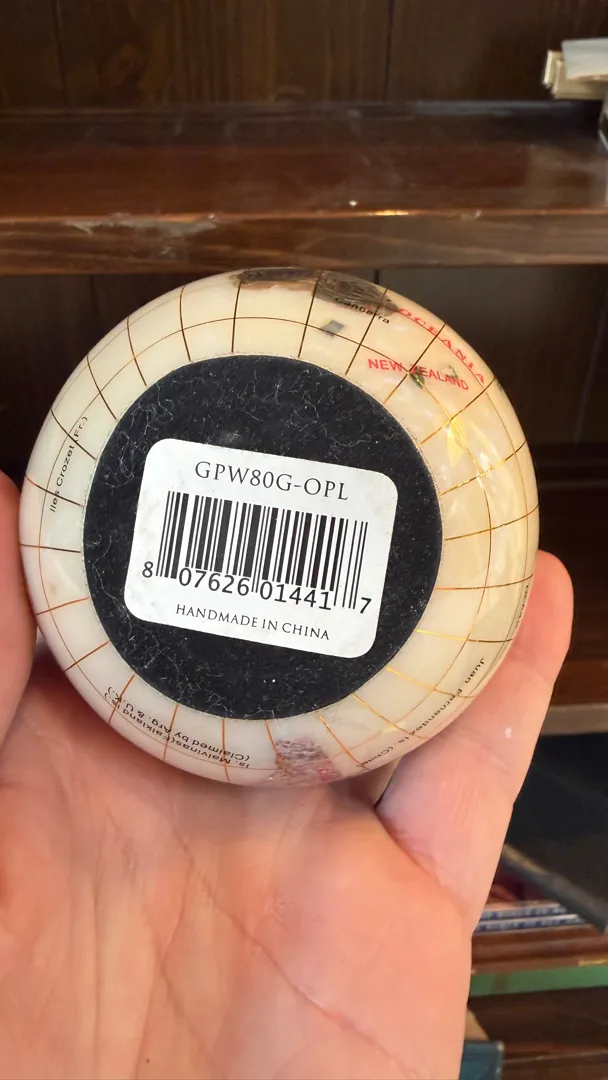 Canberra
OCEANIA
NEW ZEALAND
Iles Crozet (Fr.)
GPW80G-OPL
8 07626 01441 7
HANDMADE IN CHINA
Juan Fernandez Is. (Chile
Is. Malvinas(Falkland Is.)
(Claimed by Arg. & U.K.)